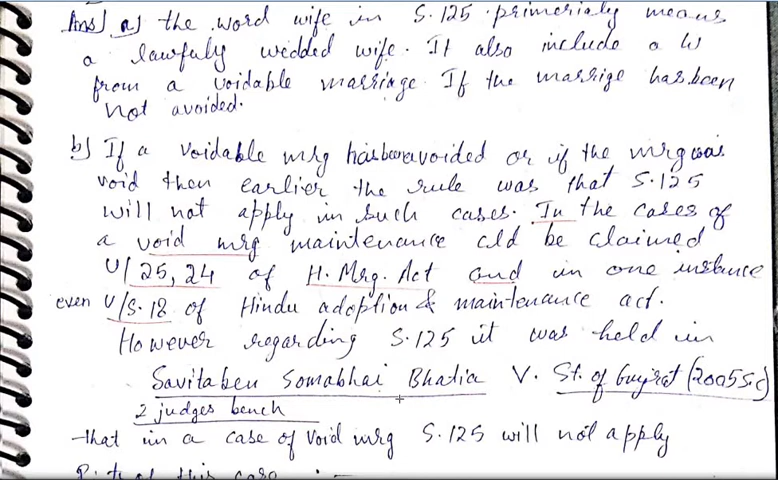 Ans] a] the word wife in S.125 primerialy means
a lawfuly wedded wife. It also include a W
from a voidable marriage If the marrige has been
not avoided.
b] If a voidable mrg hasbeen avoided or if the mrg was
void then earlier the rule was that S.125
will not apply in such cases. In the cases of
a void mrg maintenance cld be claimed
U/25, 24 of H. Mrg. Act and in one instance
even U/S.18 of Hindu adoption & maintenance act.
However regarding S.125 it was held in
Savitaben Somabhai Bhatia V. St. of Gujrat (2005 S.C)
2 judges bench
that in a case of void mrg S.125 will not apply
of this case